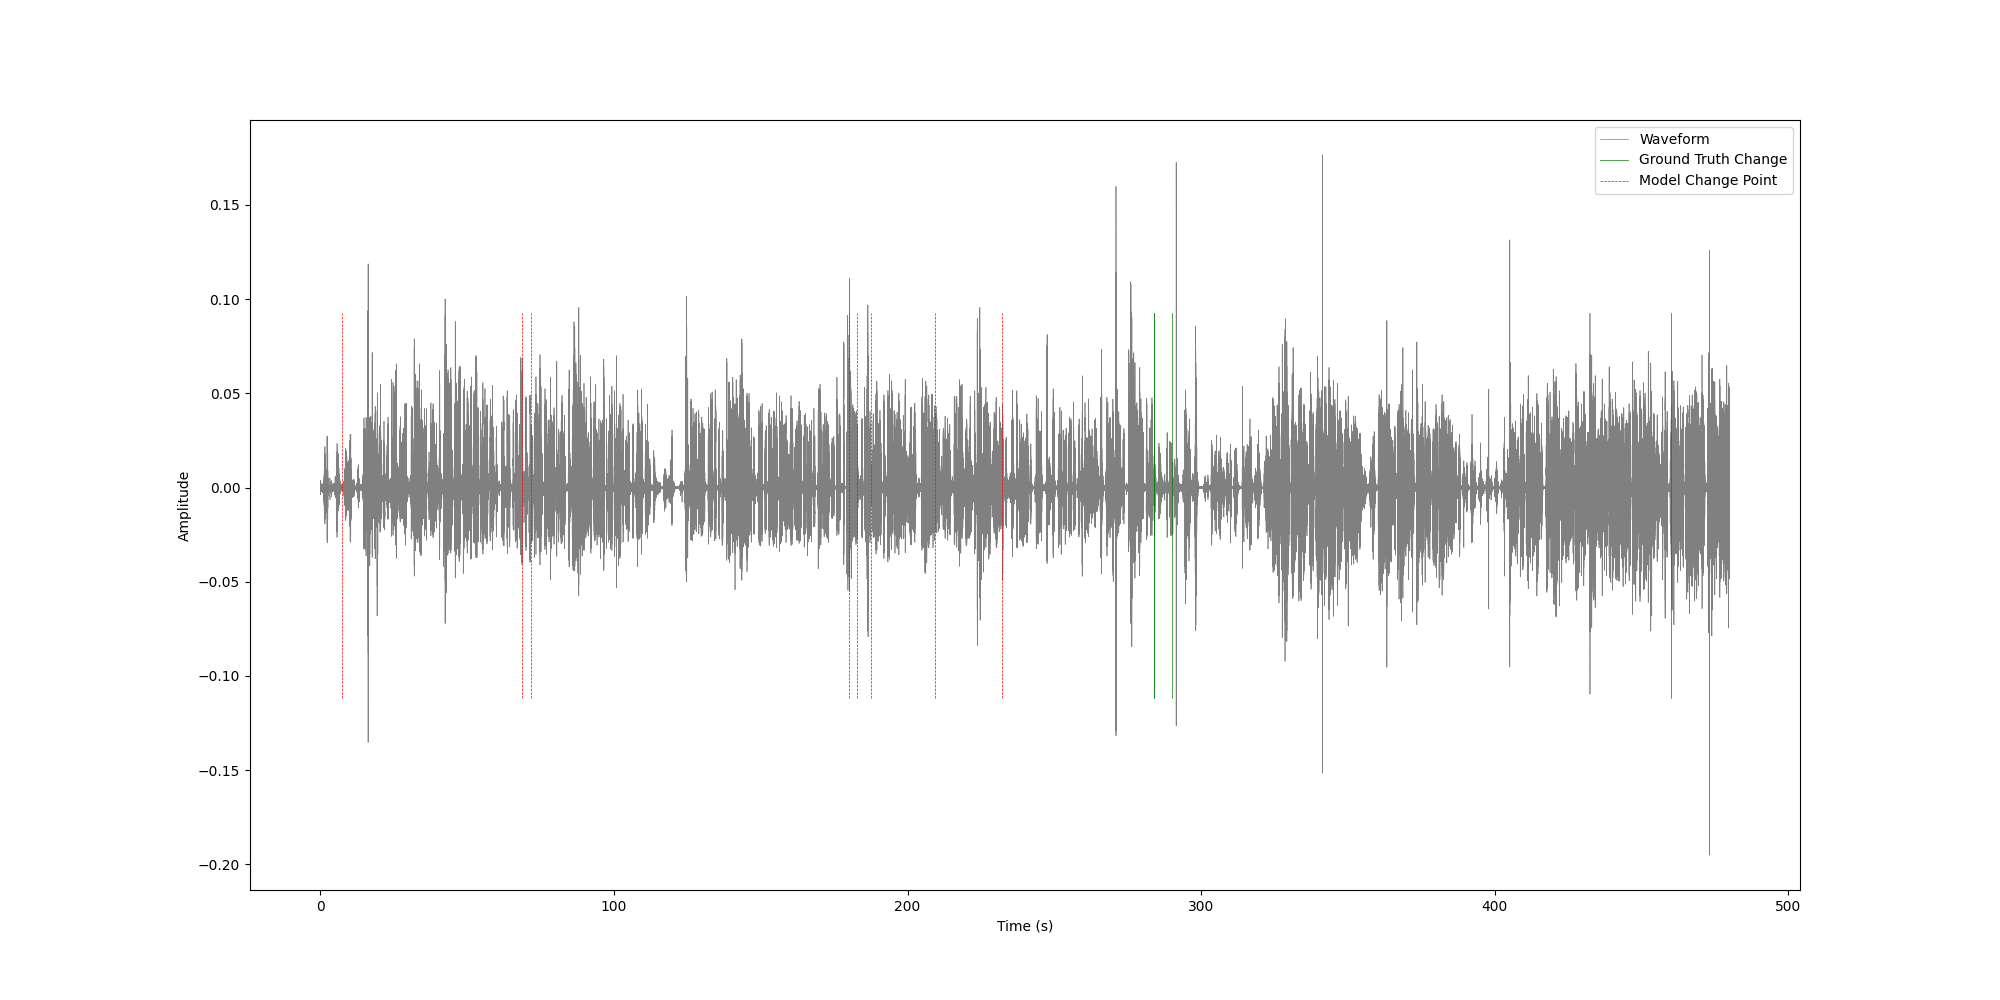 Waveform
Ground Truth Change
Model Change Point
0.15
0.10
0.05
0.00
−0.05
−0.10
−0.15
−0.20
Amplitude
0 100 200 300 400 500
Time (s)